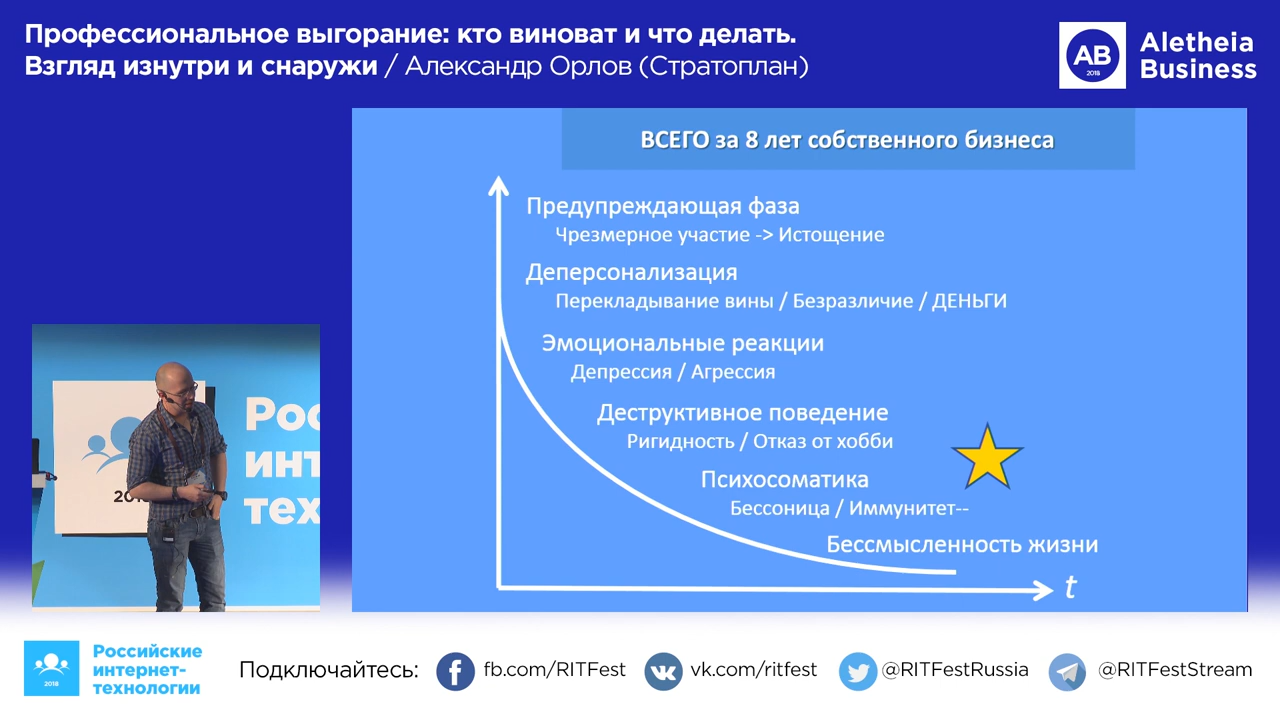 Профессиональное выгорание: кто виноват и что делать.
Взгляд изнутри и снаружи / Александр Орлов (Стратоплан)
AB
2018
Aletheia
Business
ВСЕГО за 8 лет собственного бизнеса
Предупреждающая фаза
Чрезмерное участие -> Истощение
Деперсонализация
Перекладывание вины / Безразличие / ДЕНЬГИ
Эмоциональные реакции
Депрессия / Агрессия
Деструктивное поведение
Ригидность / Отказ от хобби
Психосоматика
Бессоница / Иммунитет--
Бессмысленность жизни
t
Рос
инт
тех
2018
2018
Российские
интернет-
технологии
Подключайтесь:
fb.com/RITFest
vk.com/ritfest
@RITFestRussia
@RITFestStream